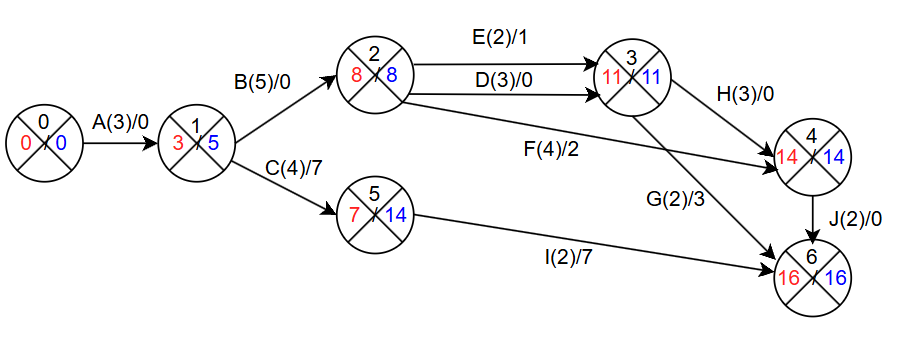 0
0 / 0
A(3)/0
1
3 / 5
B(5)/0
C(4)/7
2
8 / 8
5
7 / 14
E(2)/1
D(3)/0
F(4)/2
I(2)/7
3
11 / 11
H(3)/0
G(2)/3
4
14 / 14
J(2)/0
6
16 / 16